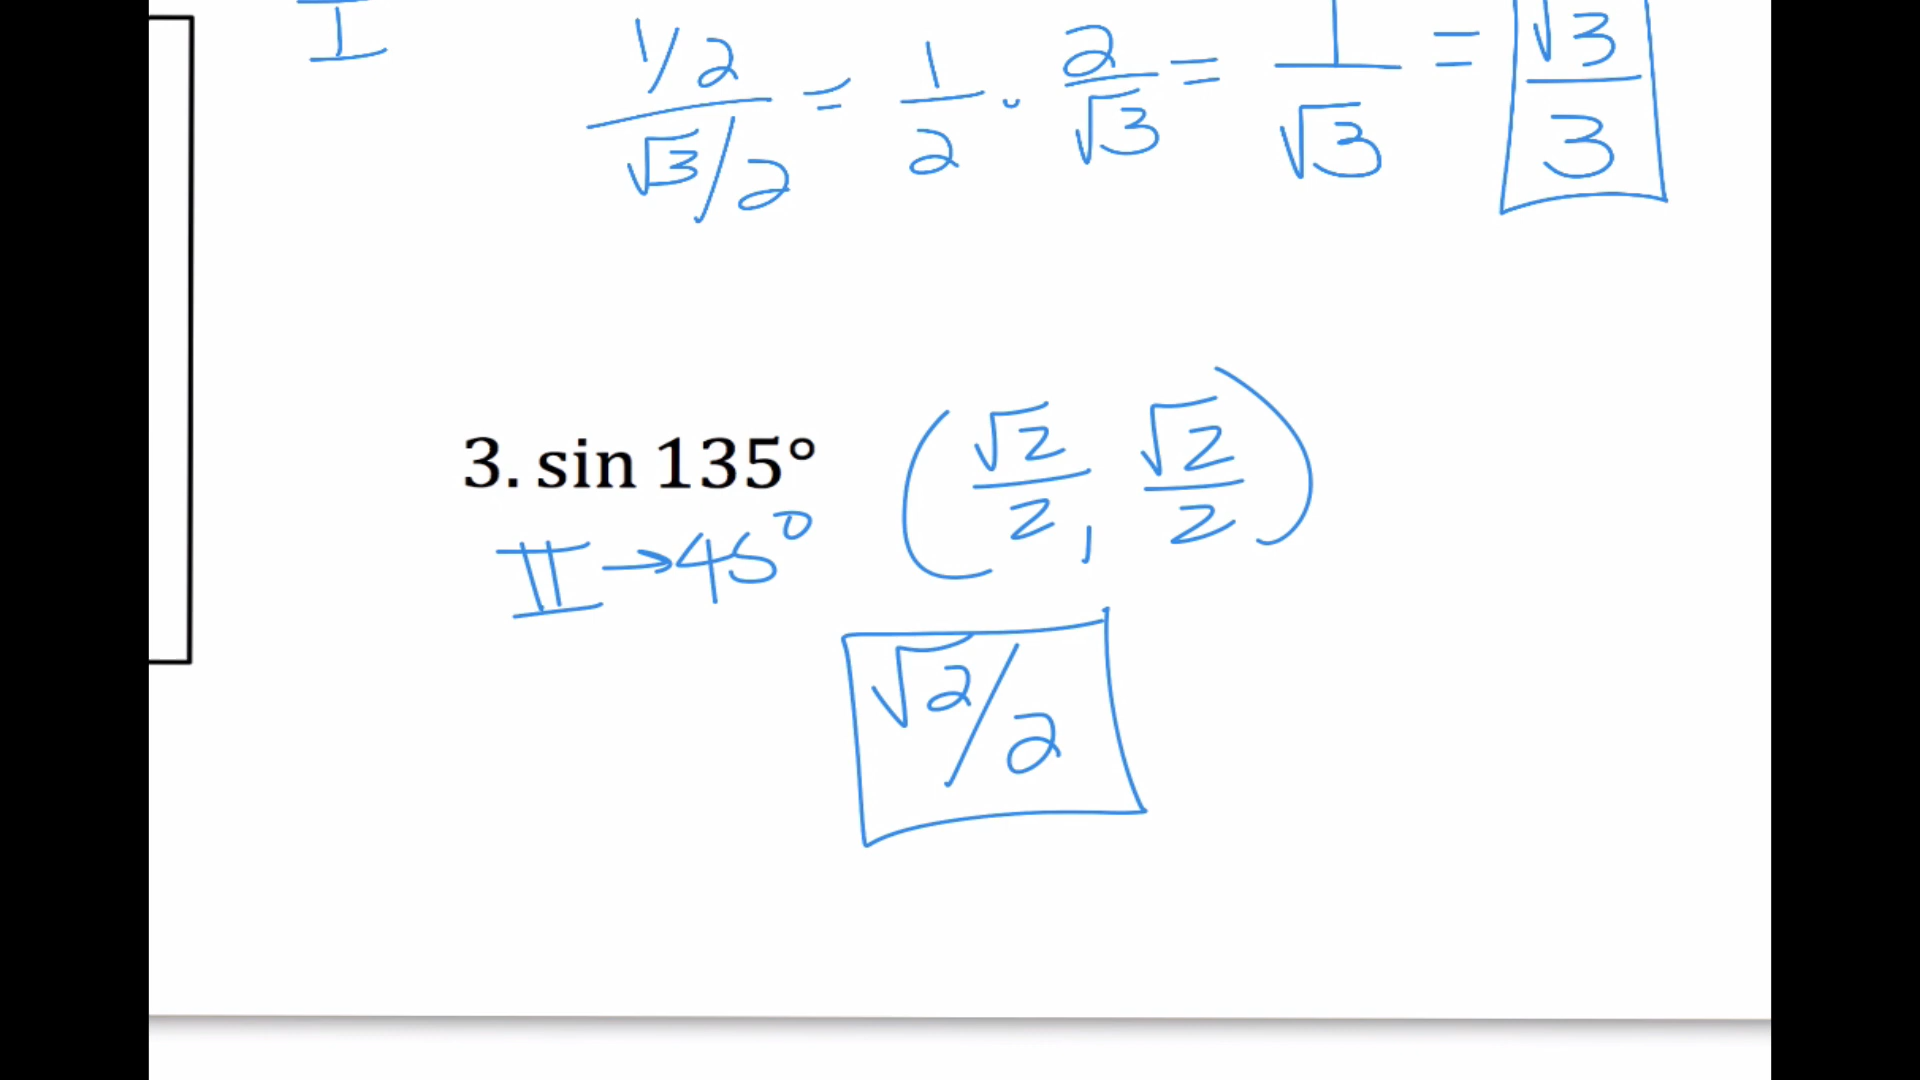 I
1/2 / √3/2 = 1/2 · 2/√3 = 1/√3 = √3/3
3. sin 135° (√2/2, √2/2)
II → 45°
√2/2